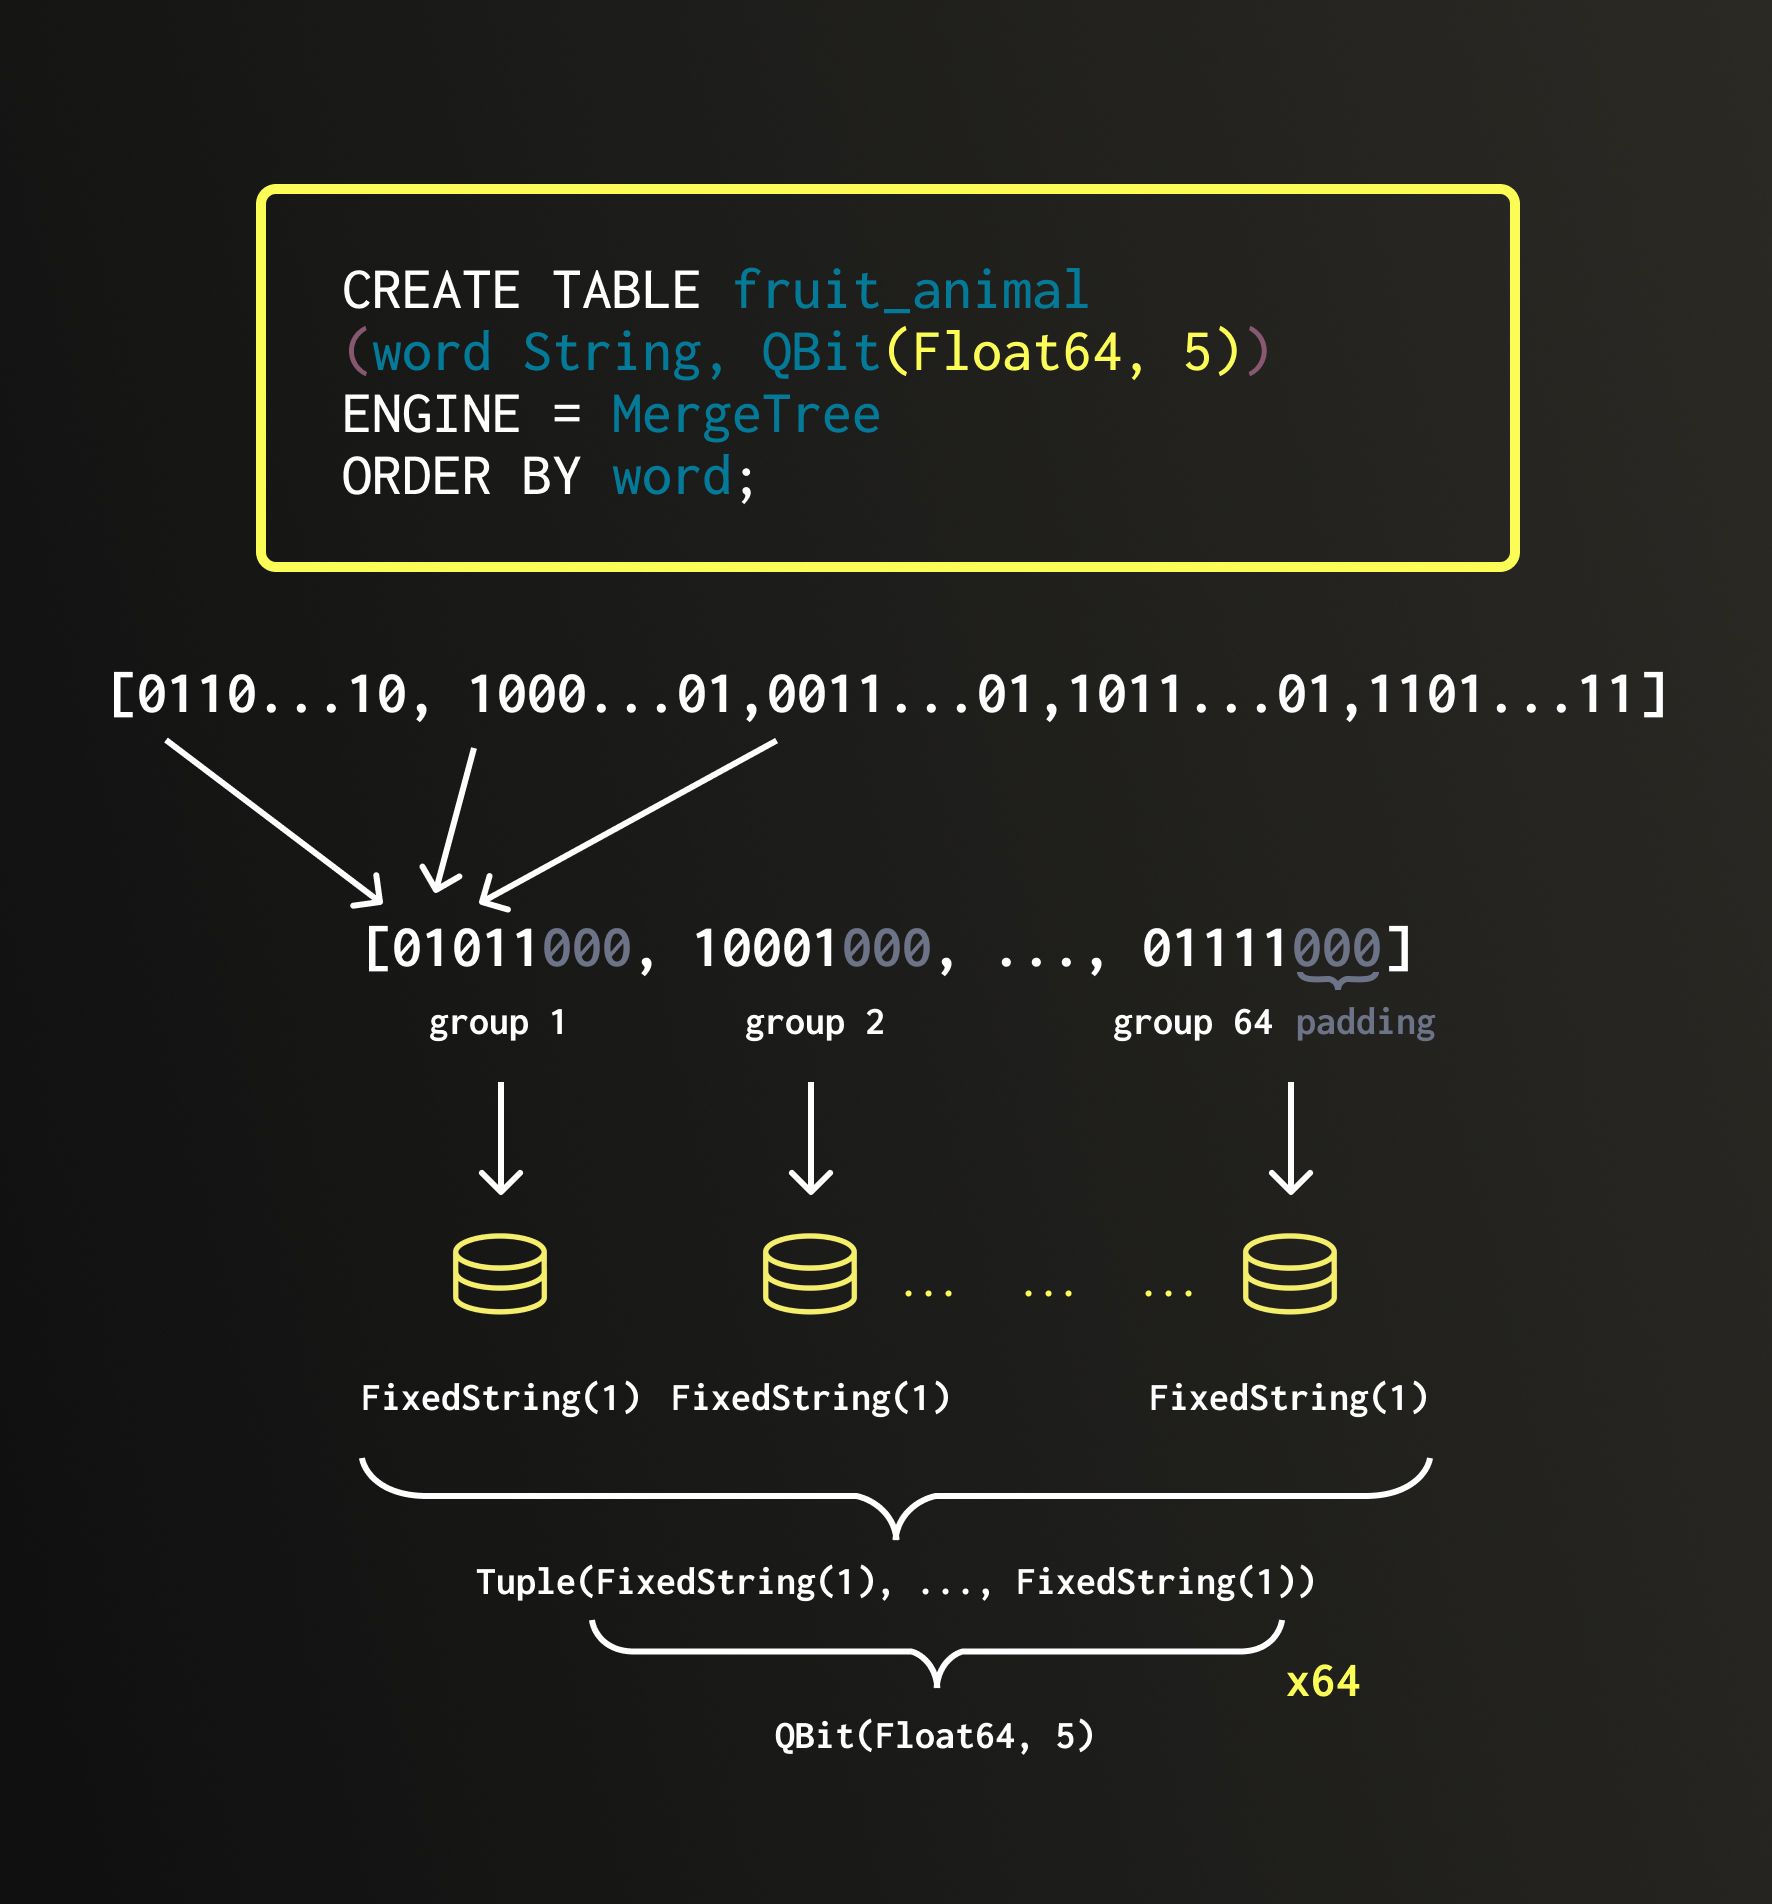 CREATE TABLE fruit_animal
(word String, QBit(Float64, 5))
ENGINE = MergeTree
ORDER BY word;
[0110...10, 1000...01,0011...01,1011...01,1101...11]
[01011000, 10001000, ..., 01111000]
group 1 group 2 group 64 padding
... ... ...
FixedString(1) FixedString(1) FixedString(1)
Tuple(FixedString(1), ..., FixedString(1))
x64
QBit(Float64, 5)